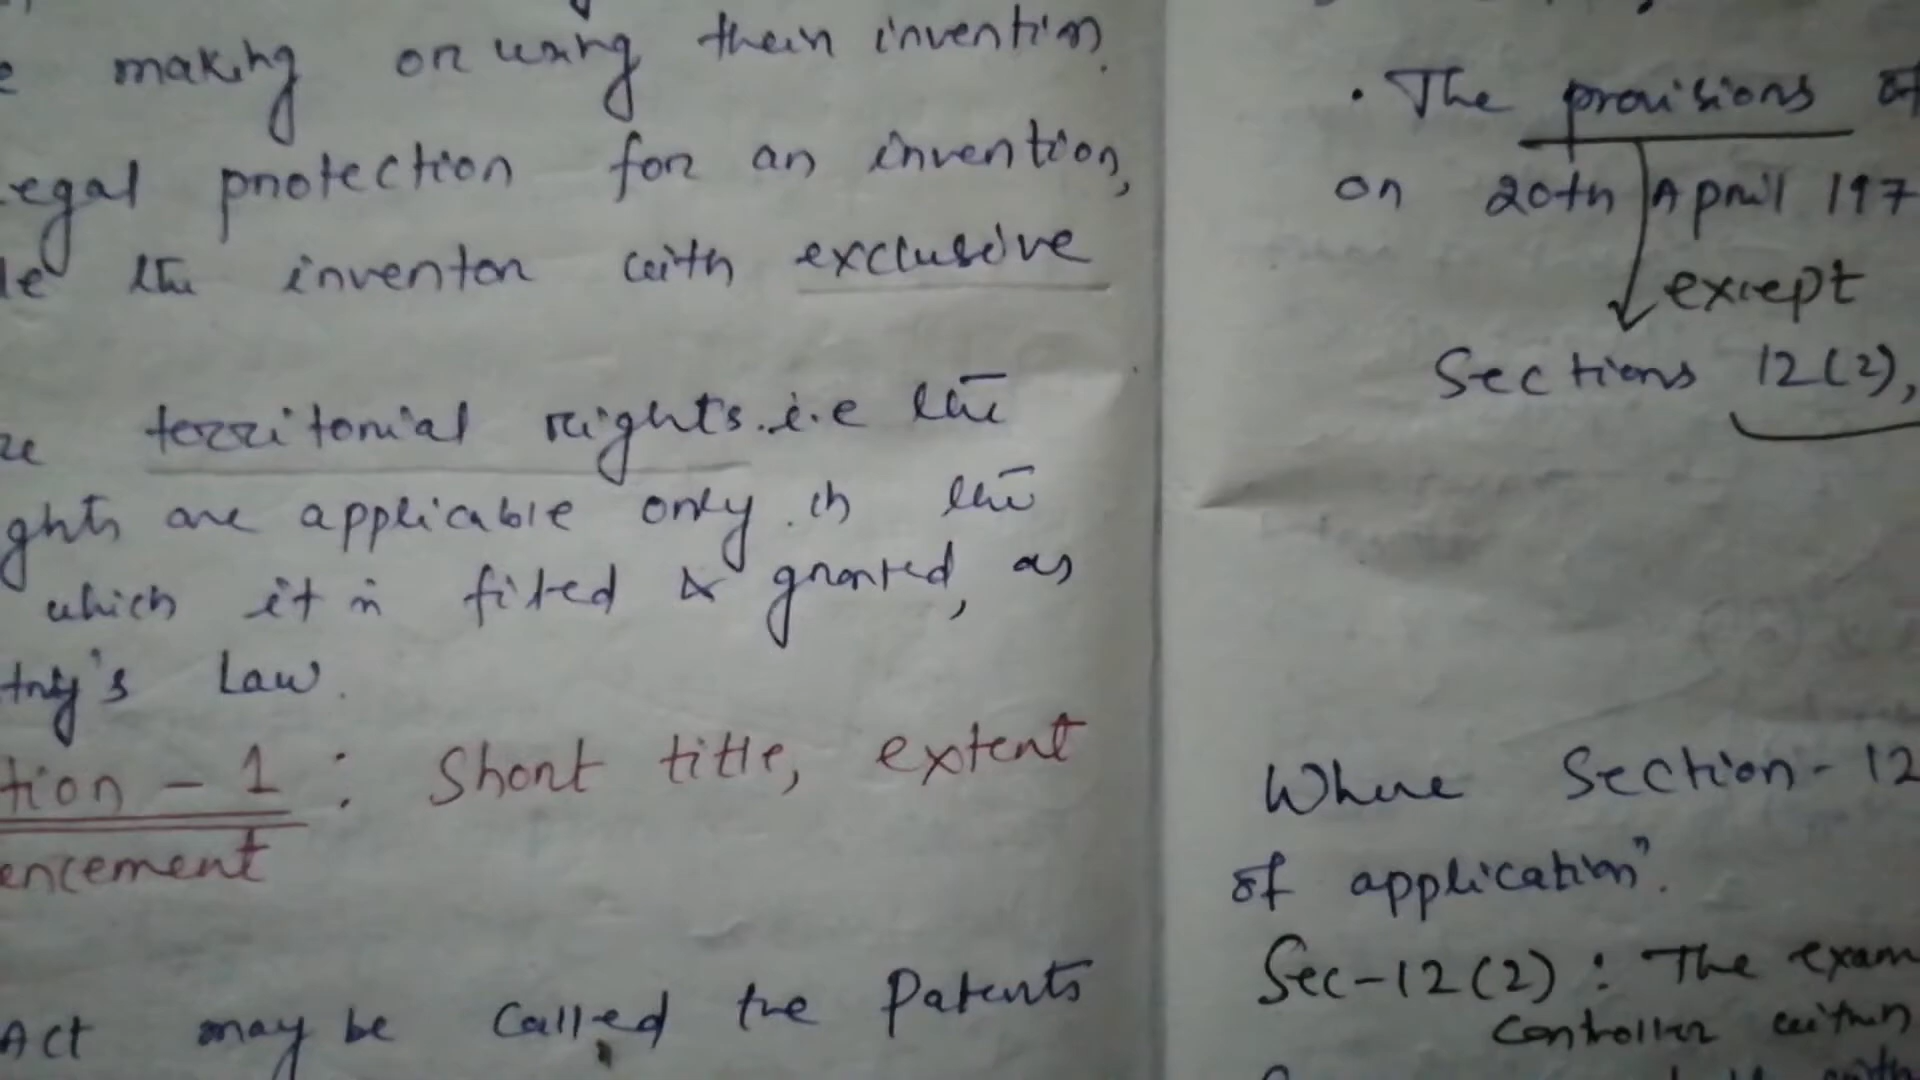 making or using their invention.
legal protection for an invention,
the inventor with exclusive
territorial rights. i.e the
ghts are applicable only in the
which it is filed & granted, as
try's Law.
tion - 1 : Short title, extent
encement
Act may be called the Patents
• The provisions of
on 20th April 197
except
Sections 12(2),
Where Section - 12
of application".
Sec-12(2) : The exam
controller within